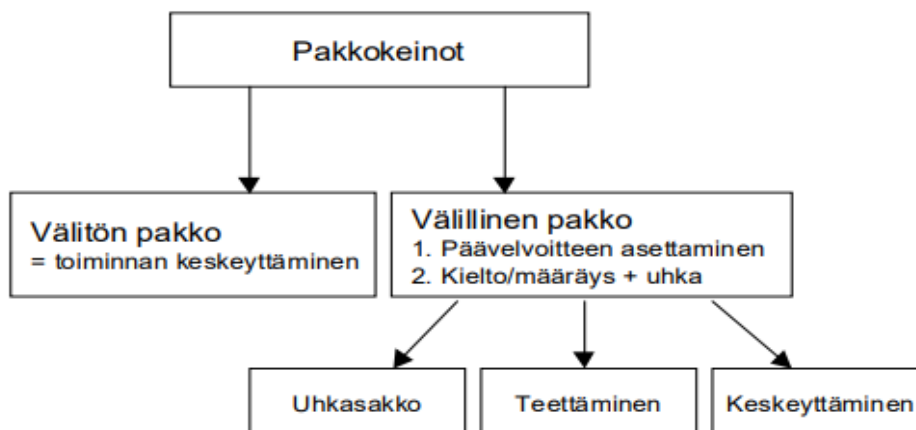 Pakkokeinot
Välitön pakko
= toiminnan keskeyttäminen
Välillinen pakko
1. Päävelvoitteen asettaminen
2. Kielto/määräys + uhka
Uhkasakko
Teettäminen
Keskeyttäminen